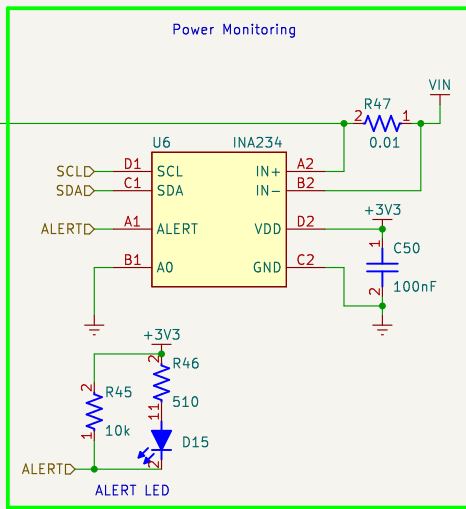 Power Monitoring
VIN
R47
2 1
0.01
U6 INA234
SCL D1 SCL IN+ A2
SDA C1 SDA IN- B2
+3V3
ALERT A1 ALERT VDD D2
1 C50
B1 A0 GND C2
2 100nF
+3V3
2 R46
2 R45 510
1 10k 11 D15
2
ALERT
ALERT LED